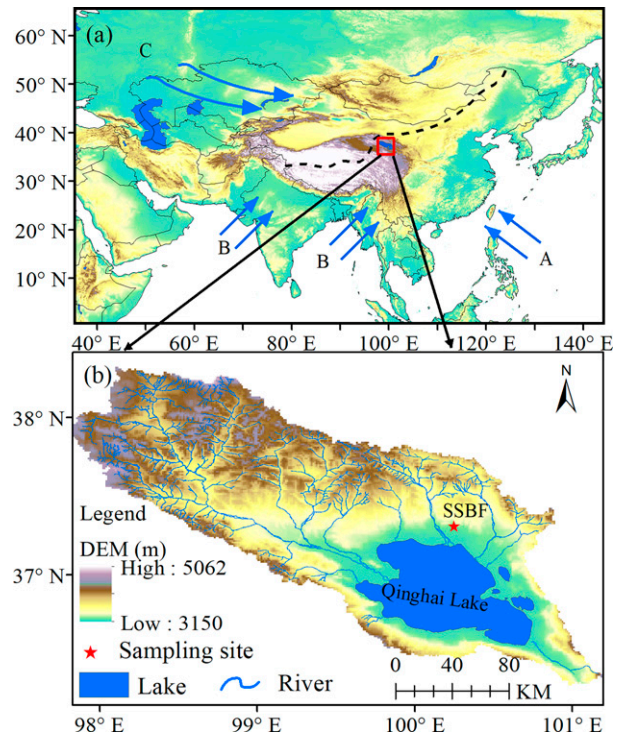 (a)
60° N
50° N
40° N
30° N
20° N
10° N
C
B
B
A
40° E
60° E
80° E
100° E
120° E
140° E
(b)
N
38° N
37° N
SSBF
Qinghai Lake
Legend
DEM (m)
High : 5062
Low : 3150
Sampling site
Lake
River
0 40 80
KM
98° E
99° E
100° E
101° E